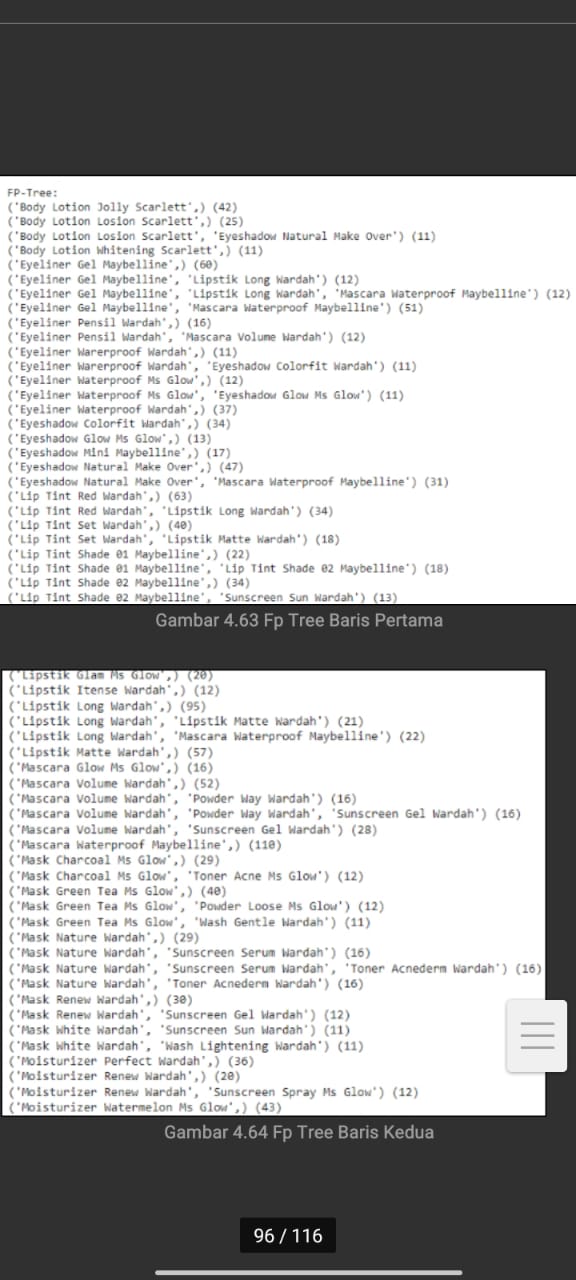 FP-Tree:
('Body Lotion Jolly Scarlett',) (42)
('Body Lotion Losion Scarlett',) (25)
('Body Lotion Losion Scarlett', 'Eyeshadow Natural Make Over') (11)
('Body Lotion Whitening Scarlett',) (11)
('Eyeliner Gel Maybelline',) (60)
('Eyeliner Gel Maybelline', 'Lipstik Long Wardah') (12)
('Eyeliner Gel Maybelline', 'Lipstik Long Wardah', 'Mascara Waterproof Maybelline') (12)
('Eyeliner Gel Maybelline', 'Mascara Waterproof Maybelline') (51)
('Eyeliner Pensil Wardah',) (16)
('Eyeliner Pensil Wardah', 'Mascara Volume Wardah') (12)
('Eyeliner Warerproof Wardah',) (11)
('Eyeliner Warerproof Wardah', 'Eyeshadow Colorfit Wardah') (11)
('Eyeliner Waterproof Ms Glow',) (12)
('Eyeliner Waterproof Ms Glow', 'Eyeshadow Glow Ms Glow') (11)
('Eyeliner Waterproof Wardah',) (37)
('Eyeshadow Colorfit Wardah',) (34)
('Eyeshadow Glow Ms Glow',) (13)
('Eyeshadow Mini Maybelline',) (17)
('Eyeshadow Natural Make Over',) (47)
('Eyeshadow Natural Make Over', 'Mascara Waterproof Maybelline') (31)
('Lip Tint Red Wardah',) (63)
('Lip Tint Red Wardah', 'Lipstik Long Wardah') (34)
('Lip Tint Set Wardah',) (40)
('Lip Tint Set Wardah', 'Lipstik Matte Wardah') (18)
('Lip Tint Shade 01 Maybelline',) (22)
('Lip Tint Shade 01 Maybelline', 'Lip Tint Shade 02 Maybelline') (18)
('Lip Tint Shade 02 Maybelline',) (34)
('Lip Tint Shade 02 Maybelline', 'Sunscreen Sun Wardah') (13)
Gambar 4.63 Fp Tree Baris Pertama
('Lipstik Glam Ms Glow',) (20)
('Lipstik Itense Wardah',) (12)
('Lipstik Long Wardah',) (95)
('Lipstik Long Wardah', 'Lipstik Matte Wardah') (21)
('Lipstik Long Wardah', 'Mascara Waterproof Maybelline') (22)
('Lipstik Matte Wardah',) (57)
('Mascara Glow Ms Glow',) (16)
('Mascara Volume Wardah',) (52)
('Mascara Volume Wardah', 'Powder Way Wardah') (16)
('Mascara Volume Wardah', 'Powder Way Wardah', 'Sunscreen Gel Wardah') (16)
('Mascara Volume Wardah', 'Sunscreen Gel Wardah') (28)
('Mascara Waterproof Maybelline',) (110)
('Mask Charcoal Ms Glow',) (29)
('Mask Charcoal Ms Glow', 'Toner Acne Ms Glow') (12)
('Mask Green Tea Ms Glow',) (40)
('Mask Green Tea Ms Glow', 'Powder Loose Ms Glow') (12)
('Mask Green Tea Ms Glow', 'Wash Gentle Wardah') (11)
('Mask Nature Wardah',) (29)
('Mask Nature Wardah', 'Sunscreen Serum Wardah') (16)
('Mask Nature Wardah', 'Sunscreen Serum Wardah', 'Toner Acnederm Wardah') (16)
('Mask Nature Wardah', 'Toner Acnederm Wardah') (16)
('Mask Renew Wardah',) (30)
('Mask Renew Wardah', 'Sunscreen Gel Wardah') (12)
('Mask White Wardah', 'Sunscreen Sun Wardah') (11)
('Mask White Wardah', 'Wash Lightening Wardah') (11)
('Moisturizer Perfect Wardah',) (36)
('Moisturizer Renew Wardah',) (20)
('Moisturizer Renew Wardah', 'Sunscreen Spray Ms Glow') (12)
('Moisturizer Watermelon Ms Glow',) (43)
Gambar 4.64 Fp Tree Baris Kedua
96 / 116